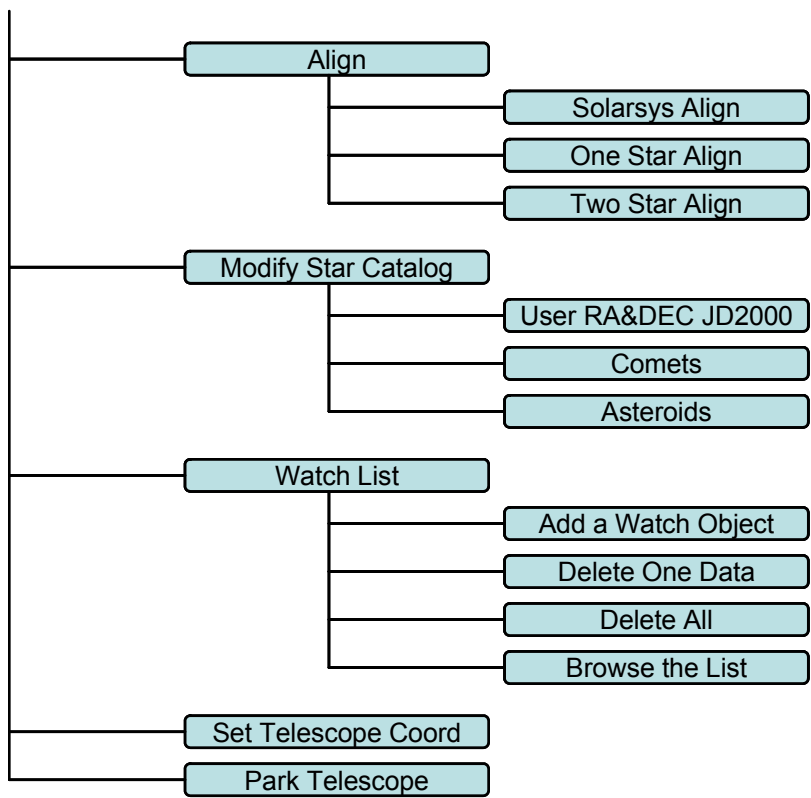 Align
Solarsys Align
One Star Align
Two Star Align
Modify Star Catalog
User RA&DEC JD2000
Comets
Asteroids
Watch List
Add a Watch Object
Delete One Data
Delete All
Browse the List
Set Telescope Coord
Park Telescope